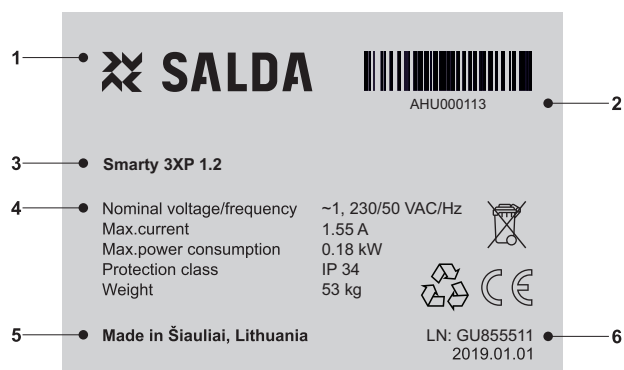 1
SALDA
AHU000113
2
3
Smarty 3XP 1.2
4
Nominal voltage/frequency ~1, 230/50 VAC/Hz
Max.current 1.55 A
Max.power consumption 0.18 kW
Protection class IP 34
Weight 53 kg
CE
5
Made in Šiauliai, Lithuania
LN: GU855511
6
2019.01.01